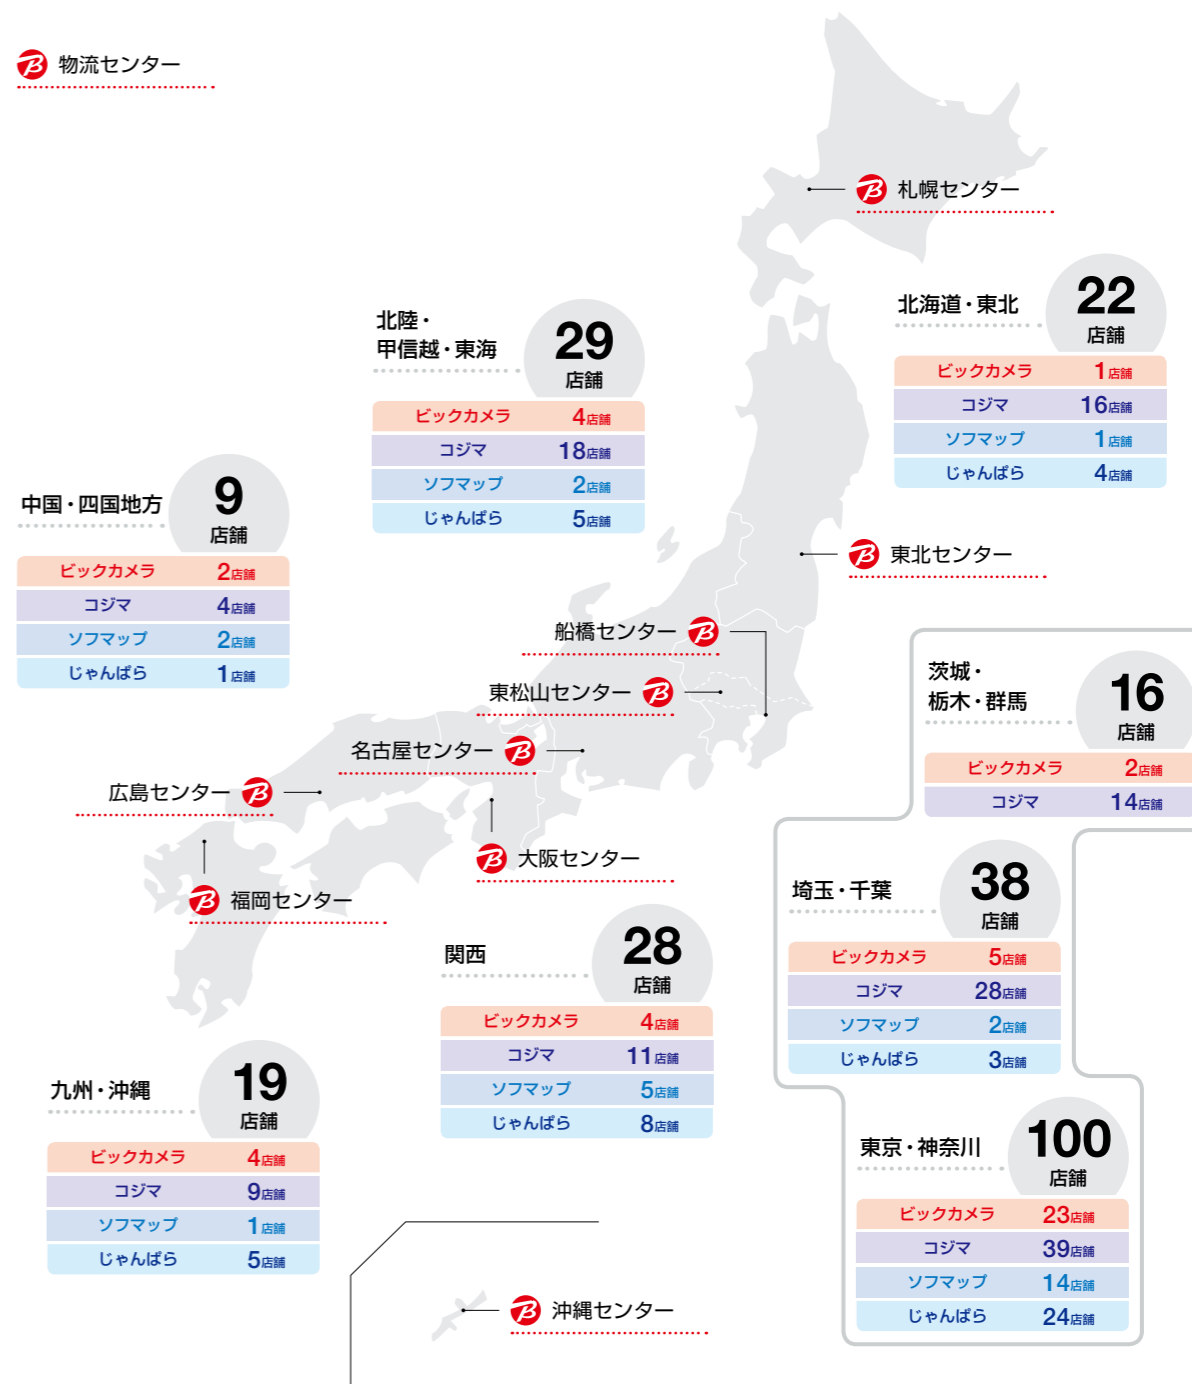 物流センター
札幌センター
北海道・東北
22
店舗
ビックカメラ 1店舗
コジマ 16店舗
ソフマップ 1店舗
じゃんぱら 4店舗
北陸・
甲信越・東海
29
店舗
ビックカメラ 4店舗
コジマ 18店舗
ソフマップ 2店舗
じゃんぱら 5店舗
中国・四国地方
9
店舗
ビックカメラ 2店舗
コジマ 4店舗
ソフマップ 2店舗
じゃんぱら 1店舗
東北センター
船橋センター
東松山センター
名古屋センター
広島センター
大阪センター
福岡センター
茨城・
栃木・群馬
16
店舗
ビックカメラ 2店舗
コジマ 14店舗
埼玉・千葉
38
店舗
ビックカメラ 5店舗
コジマ 28店舗
ソフマップ 2店舗
じゃんぱら 3店舗
関西
28
店舗
ビックカメラ 4店舗
コジマ 11店舗
ソフマップ 5店舗
じゃんぱら 8店舗
九州・沖縄
19
店舗
ビックカメラ 4店舗
コジマ 9店舗
ソフマップ 1店舗
じゃんぱら 5店舗
東京・神奈川
100
店舗
ビックカメラ 23店舗
コジマ 39店舗
ソフマップ 14店舗
じゃんぱら 24店舗
沖縄センター